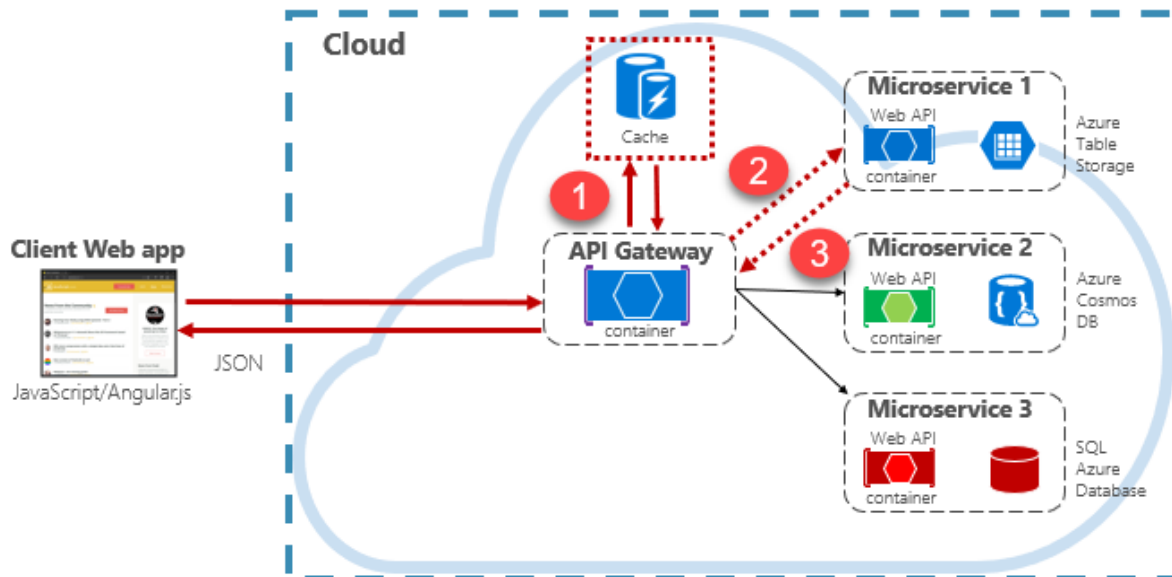 Cloud
Cache
1
2
3
Client Web app
JavaScript/Angular.js
JSON
API Gateway
container
Microservice 1
Web API
container
Azure
Table
Storage
Microservice 2
Web API
container
Azure
Cosmos
DB
Microservice 3
Web API
container
SQL
Azure
Database